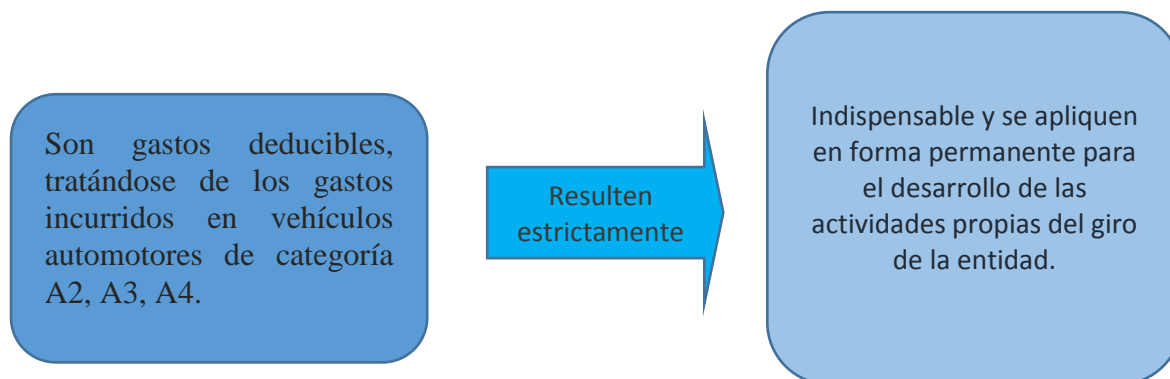 Son gastos deducibles,
tratándose de los gastos
incurridos en vehículos
automotores de categoría
A2, A3, A4.
Resulten
estrictamente
Indispensable y se apliquen
en forma permanente para
el desarrollo de las
actividades propias del giro
de la entidad.